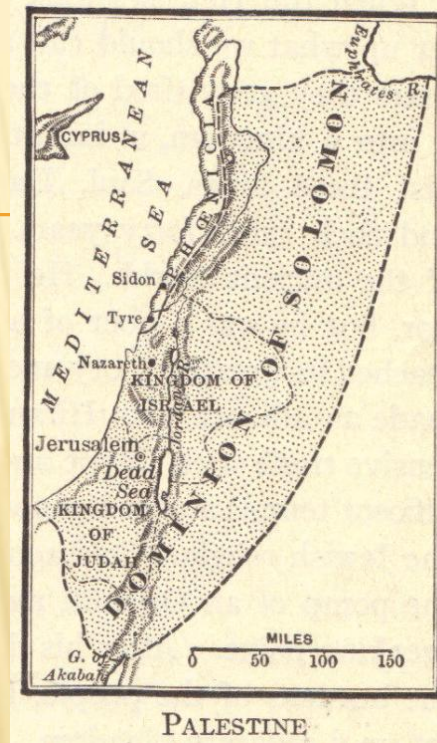 MEDITERRANEAN
SEA
Euphrates R.
CYPRUS
PHŒNICIA
DOMINION OF SOLOMON
Sidon
Tyre
Nazareth
KINGDOM OF
ISRAEL
Jordan R.
Jerusalem
Dead
Sea
KINGDOM
OF
JUDAH
G. of
Akabah
MILES
0 50 100 150
PALESTINE